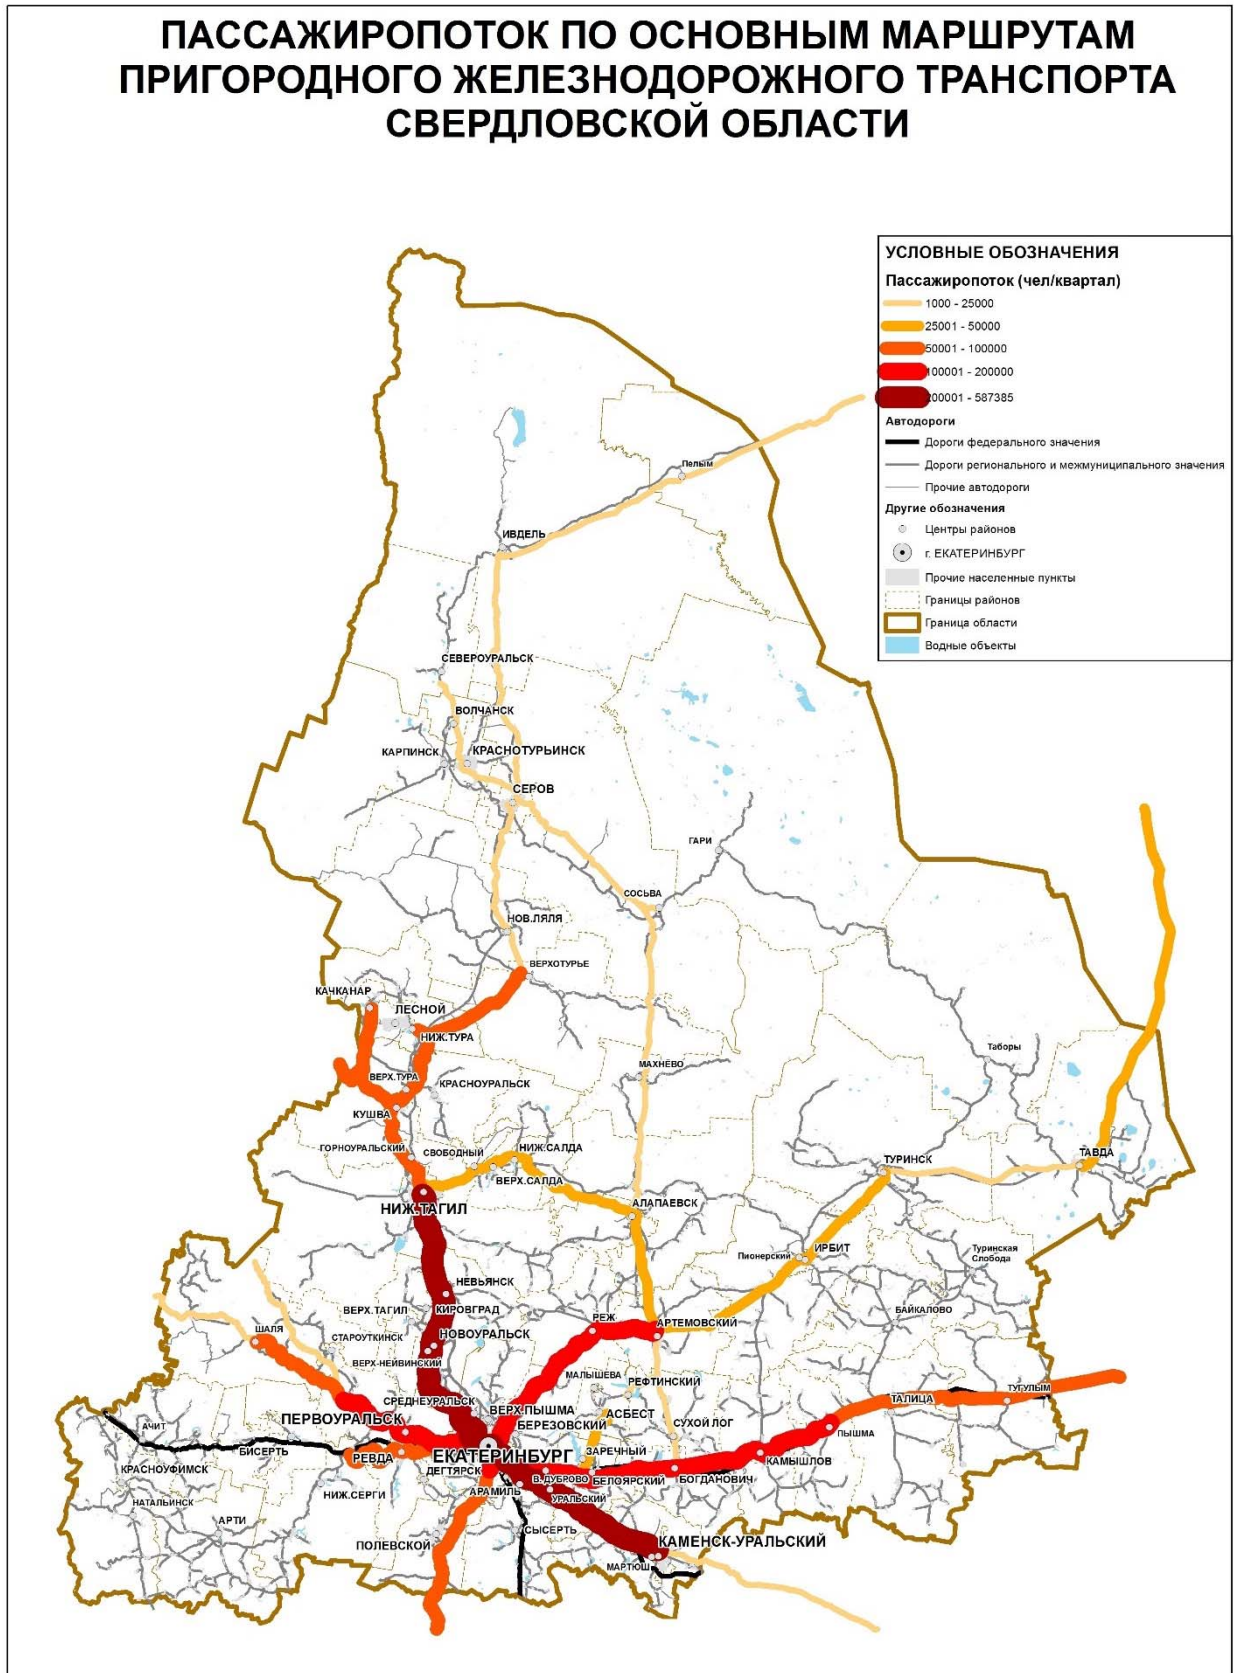 ПАССАЖИРОПОТОК ПО ОСНОВНЫМ МАРШРУТАМ
ПРИГОРОДНОГО ЖЕЛЕЗНОДОРОЖНОГО ТРАНСПОРТА
СВЕРДЛОВСКОЙ ОБЛАСТИ
УСЛОВНЫЕ ОБОЗНАЧЕНИЯ
Пассажиропоток (чел/квартал)
1000 - 25000
25001 - 50000
50001 - 100000
100001 - 200000
200001 - 587385
Автодороги
Дороги федерального значения
Дороги регионального и межмуниципального значения
Прочие автодороги
Другие обозначения
Центры районов
г. ЕКАТЕРИНБУРГ
Прочие населенные пункты
Границы районов
Граница области
Водные объекты
Пелым
ИВДЕЛЬ
СЕВЕРОУРАЛЬСК
ВОЛЧАНСК
КАРПИНСК
КРАСНОТУРЬИНСК
СЕРОВ
ГАРИ
СОСЬВА
НОВ.ЛЯЛЯ
ВЕРХОТУРЬЕ
КАЧКАНАР
ЛЕСНОЙ
НИЖ.ТУРА
Таборы
МАХНЁВО
ВЕРХ.ТУРА
КРАСНОУРАЛЬСК
КУШВА
ГОРНОУРАЛЬСКИЙ
СВОБОДНЫЙ
НИЖ.САЛДА
ВЕРХ.САЛДА
ТУРИНСК
ТАВДА
НИЖ.ТАГИЛ
АЛАПАЕВСК
Пионерский
ИРБИТ
Туринская
Слобода
НЕВЬЯНСК
ВЕРХ.ТАГИЛ
КИРОВГРАД
БАЙКАЛОВО
РЕЖ
АРТЕМОВСКИЙ
ШАЛЯ
СТАРОУТКИНСК
НОВОУРАЛЬСК
ВЕРХ-НЕЙВИНСКИЙ
МАЛЫШЕВА
РЕФТИНСКИЙ
ТУГУЛЫМ
ТАЛИЦА
СРЕДНЕУРАЛЬСК
ВЕРХ.ПЫШМА
АСБЕСТ
ПЕРВОУРАЛЬСК
БЕРЕЗОВСКИЙ
СУХОЙ ЛОГ
ПЫШМА
АЧИТ
БИСЕРТЬ
РЕВДА
ЕКАТЕРИНБУРГ
ЗАРЕЧНЫЙ
КАМЫШЛОВ
КРАСНОУФИМСК
ДЕГТЯРСК
В. ДУБРОВО
БЕЛОЯРСКИЙ
БОГДАНОВИЧ
НАТАЛЬИНСК
НИЖ.СЕРГИ
АРАМИЛЬ
УРАЛЬСКИЙ
АРТИ
СЫСЕРТЬ
ПОЛЕВСКОЙ
КАМЕНСК-УРАЛЬСКИЙ
МАРТЮШ